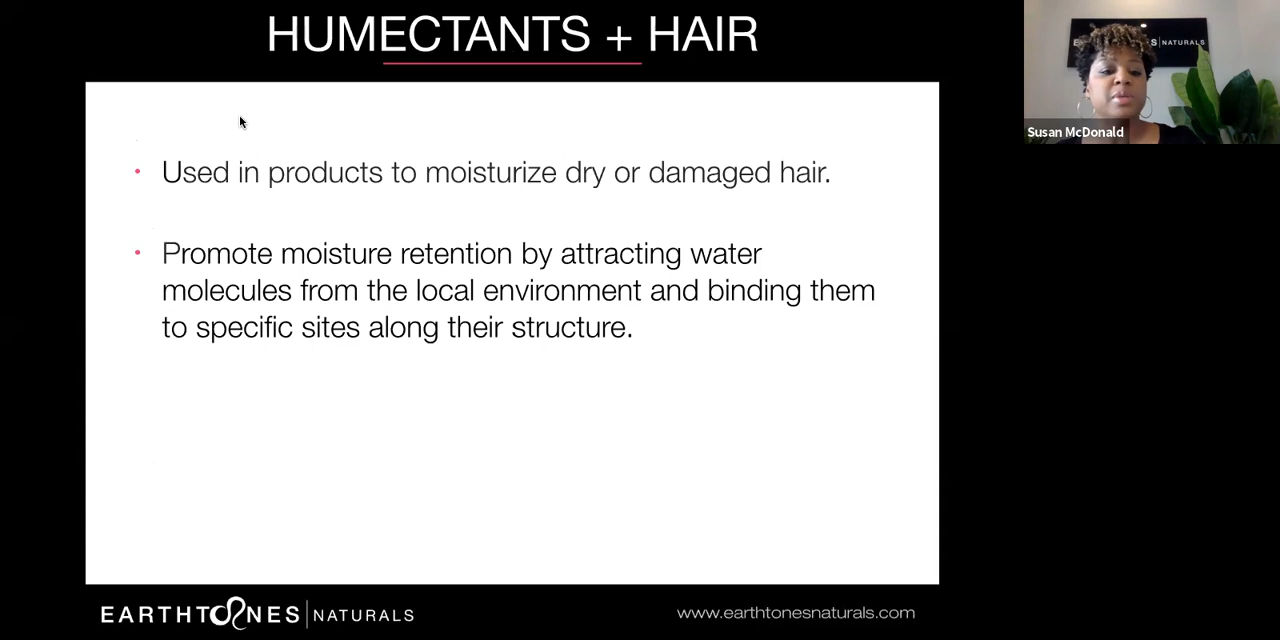 HUMECTANTS + HAIR
NATURALS
Susan McDonald
• Used in products to moisturize dry or damaged hair.
• Promote moisture retention by attracting water
molecules from the local environment and binding them
to specific sites along their structure.
EARTHTONES | NATURALS
www.earthtonesnaturals.com